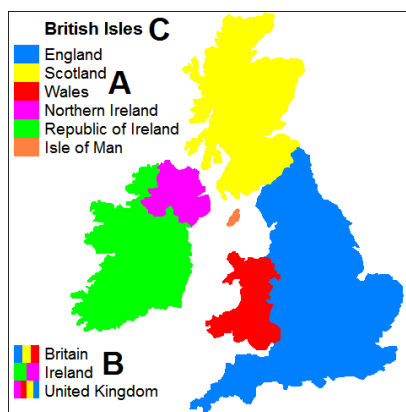 British Isles C
England
Scotland
A
Wales
Northern Ireland
Republic of Ireland
Isle of Man
Britain
B
Ireland
United Kingdom